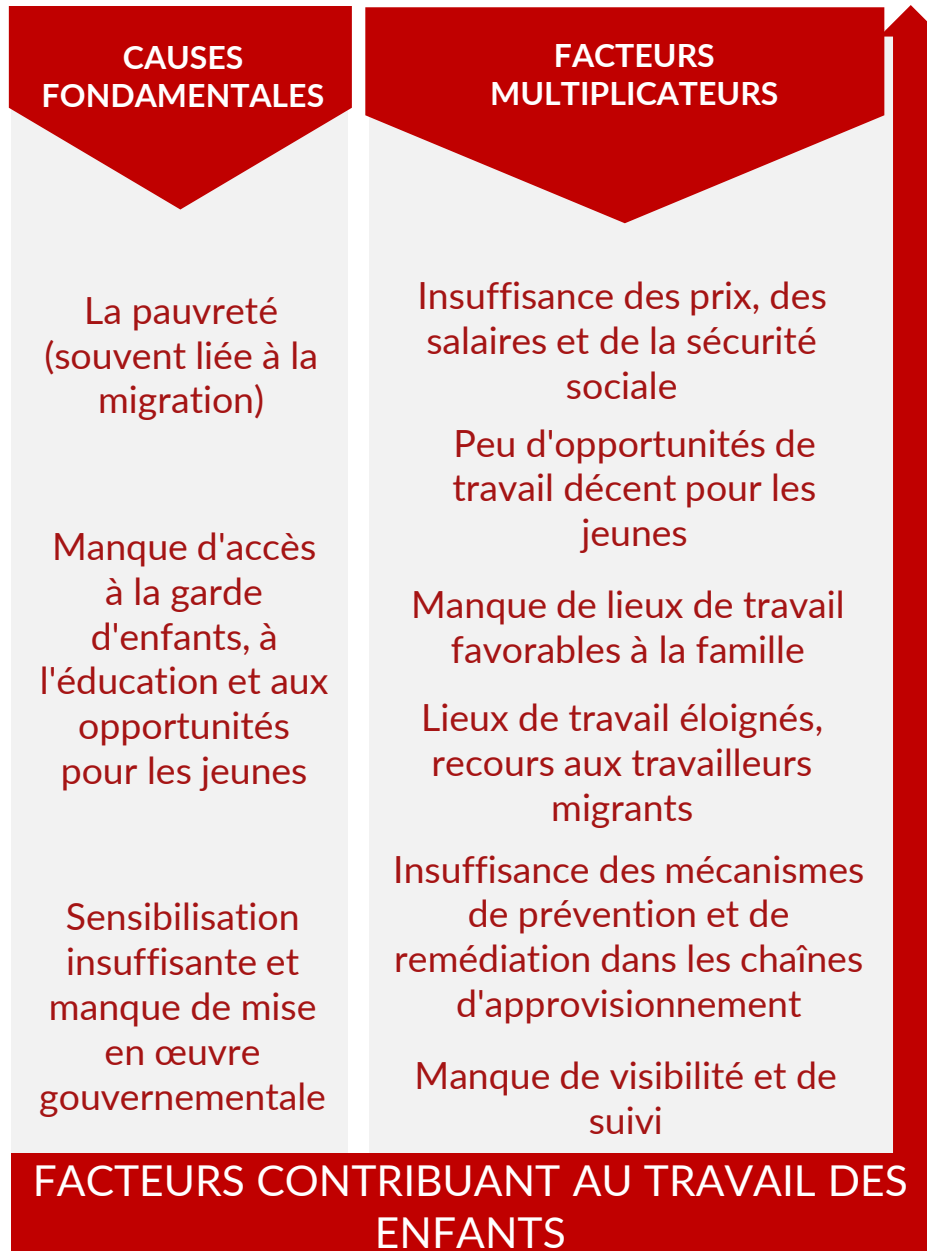 CAUSES
FONDAMENTALES
La pauvreté
(souvent liée à la
migration)
Manque d'accès
à la garde
d'enfants, à
l'éducation et aux
opportunités
pour les jeunes
Sensibilisation
insuffisante et
manque de mise
en œuvre
gouvernementale
FACTEURS
MULTIPLICATEURS
Insuffisance des prix, des
salaires et de la sécurité
sociale
Peu d'opportunités de
travail décent pour les
jeunes
Manque de lieux de travail
favorables à la famille
Lieux de travail éloignés,
recours aux travailleurs
migrants
Insuffisance des mécanismes
de prévention et de
remédiation dans les chaînes
d'approvisionnement
Manque de visibilité et de
suivi
FACTEURS CONTRIBUANT AU TRAVAIL DES
ENFANTS